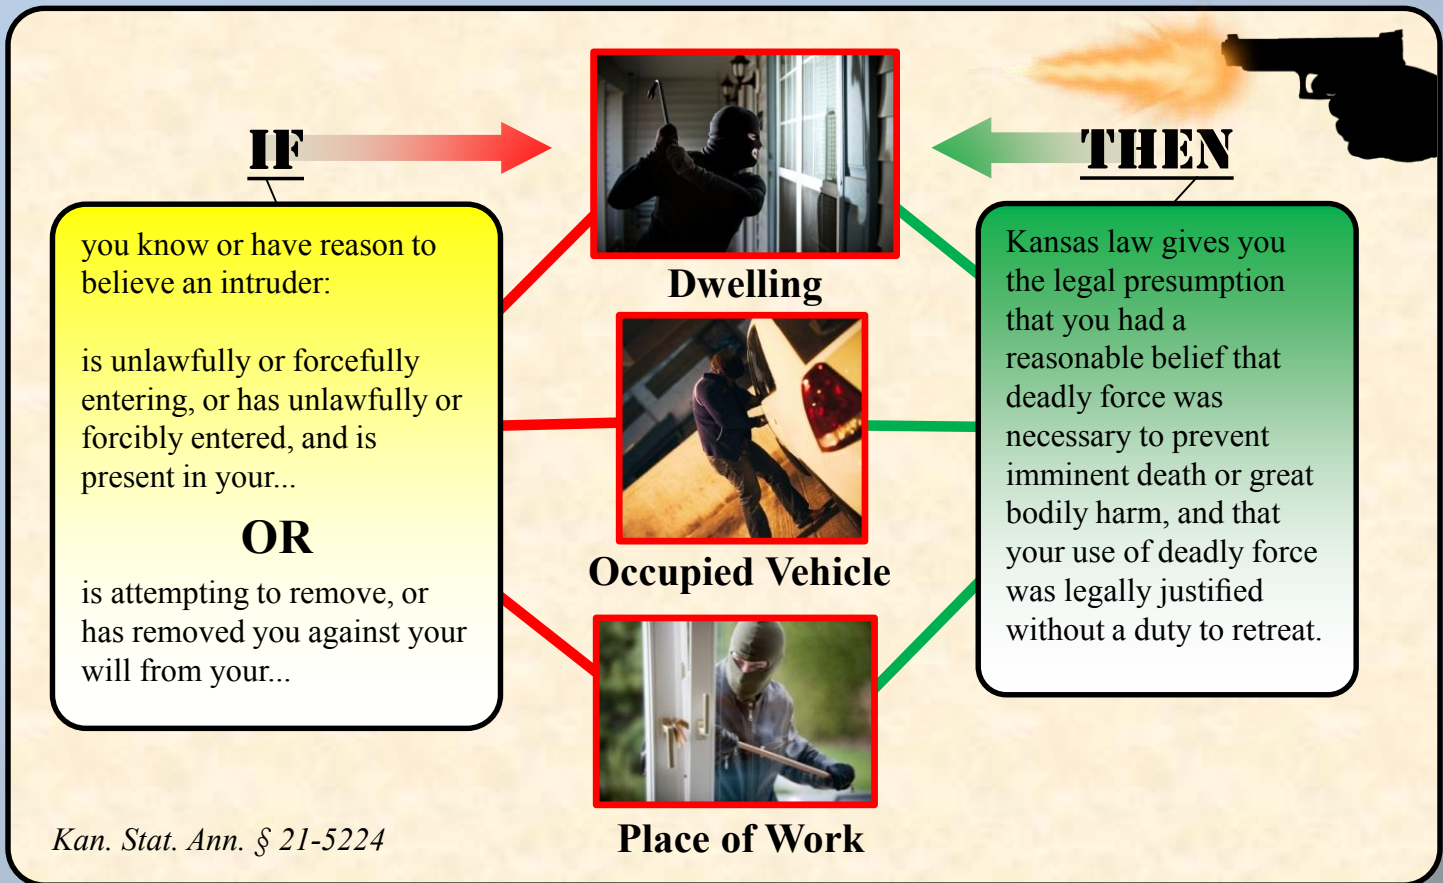 IF
THEN
you know or have reason to
believe an intruder:
is unlawfully or forcefully
entering, or has unlawfully or
forcibly entered, and is
present in your...
OR
is attempting to remove, or
has removed you against your
will from your...
Dwelling
Occupied Vehicle
Place of Work
Kansas law gives you
the legal presumption
that you had a
reasonable belief that
deadly force was
necessary to prevent
imminent death or great
bodily harm, and that
your use of deadly force
was legally justified
without a duty to retreat.
Kan. Stat. Ann. § 21-5224